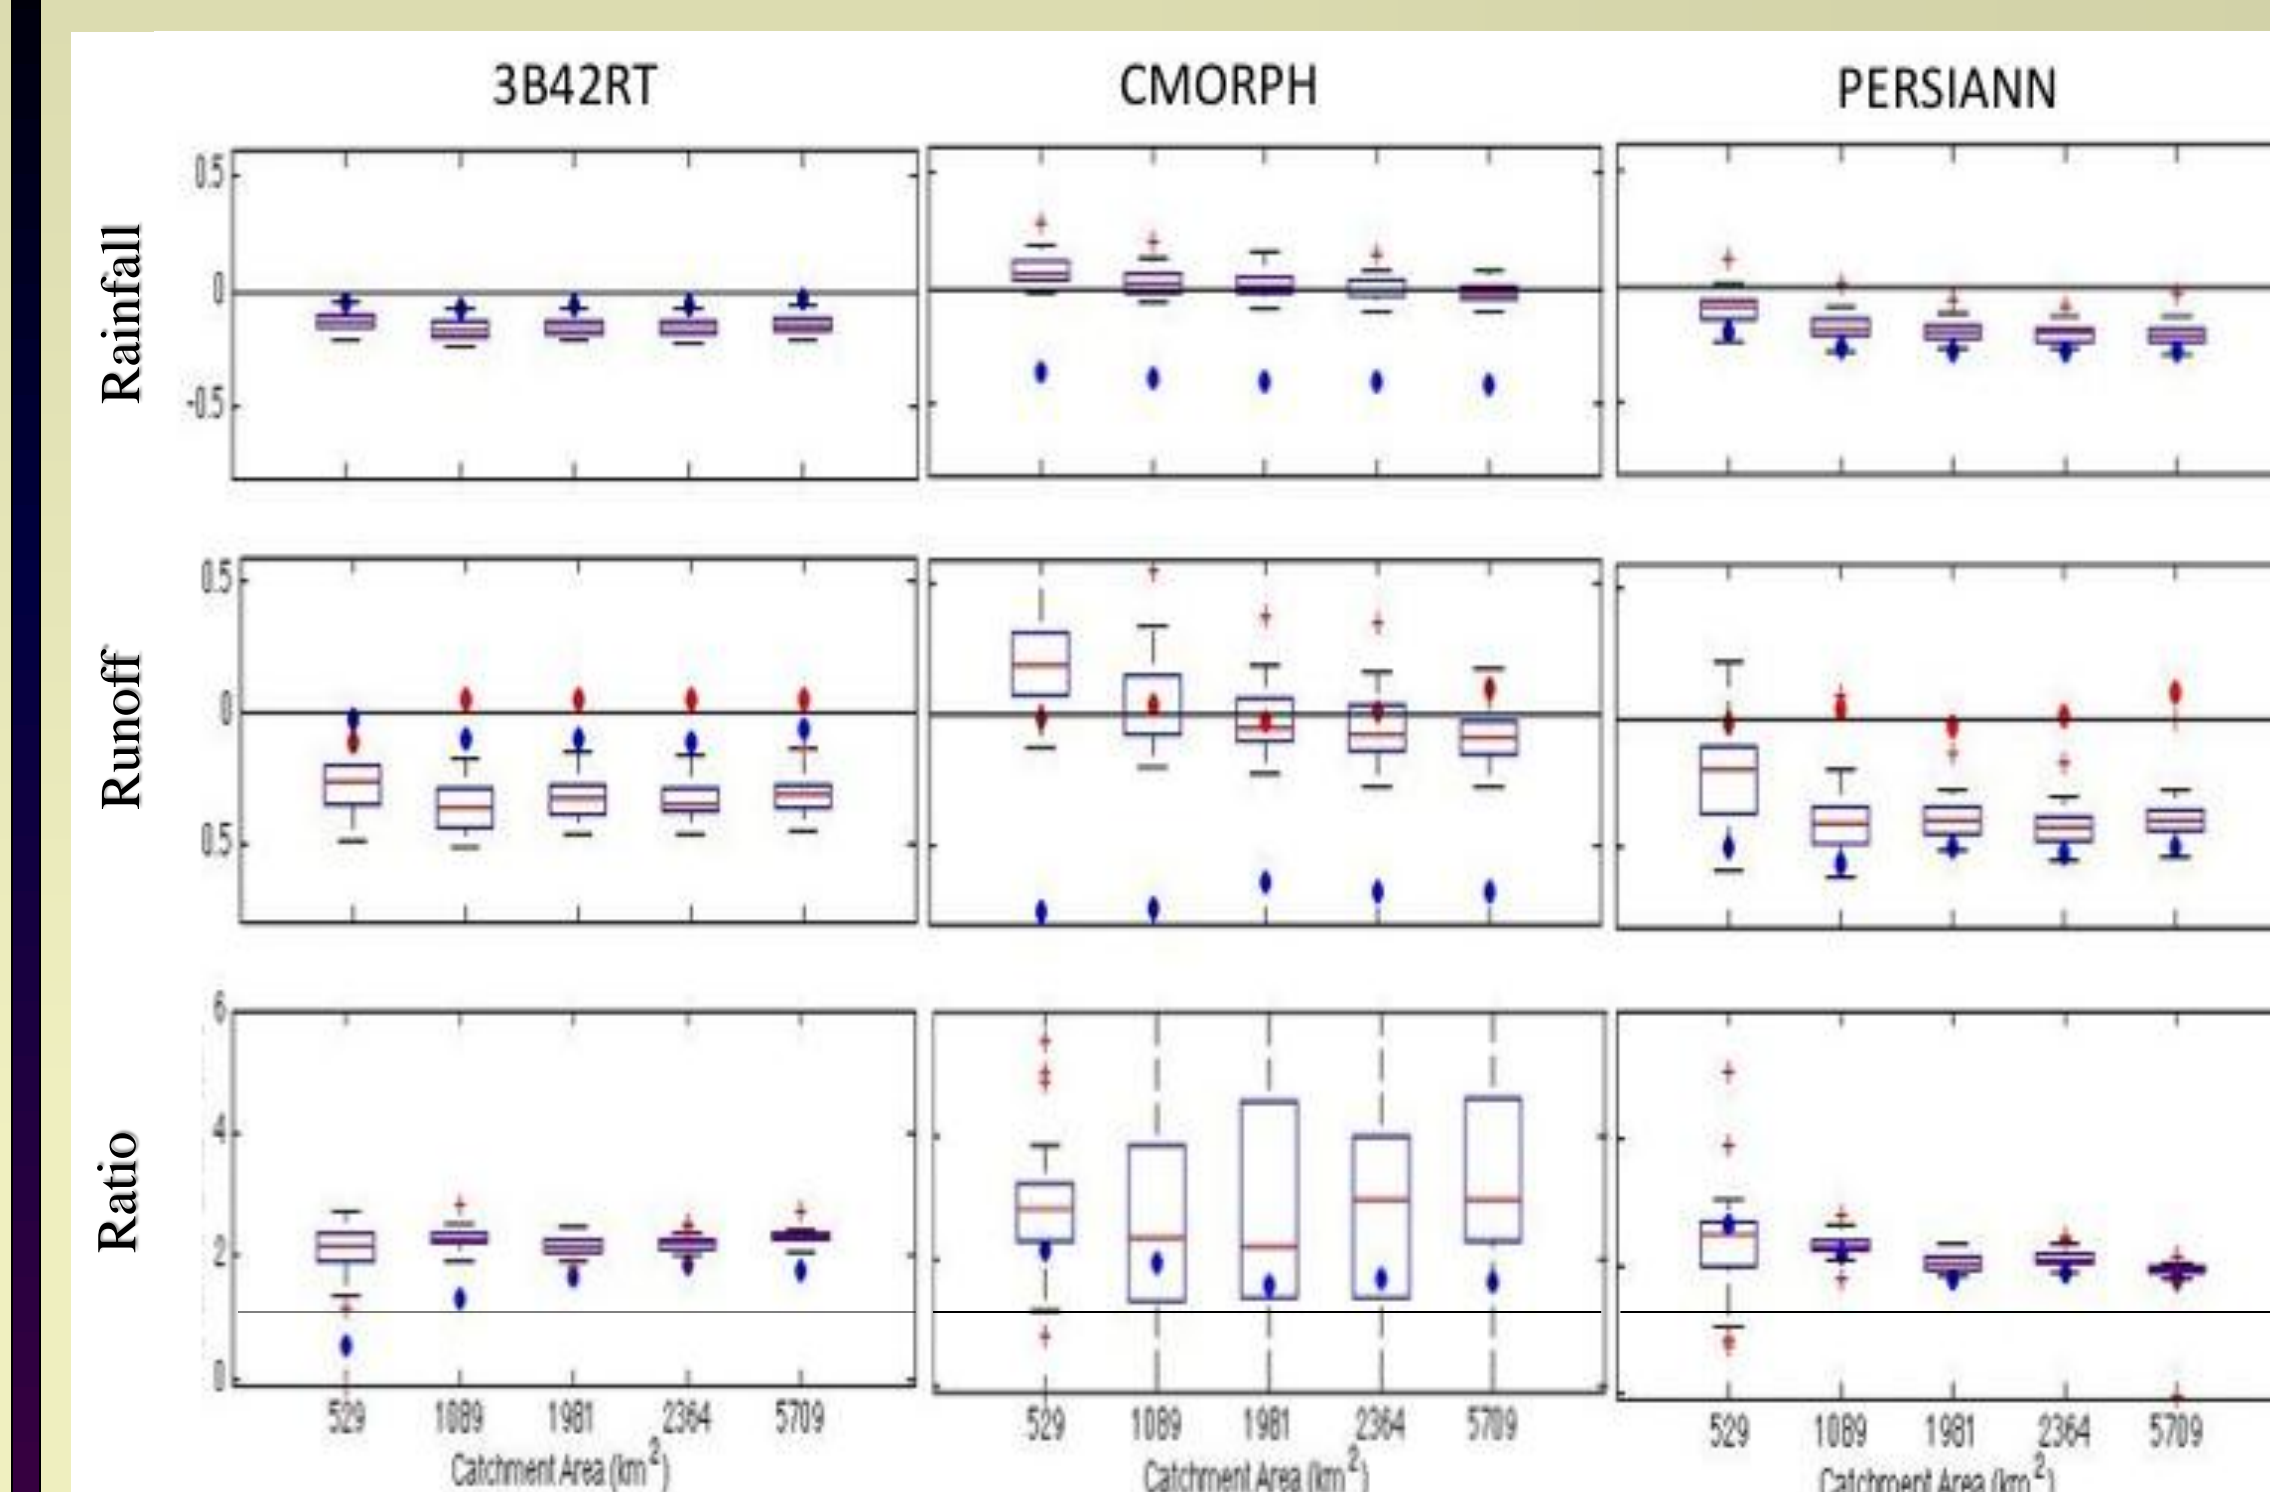 3B42RT CMORPH PERSIANN
Rainfall
0.5
0
-0.5
Runoff
0.5
0
0.5
Ratio
6
4
2
0
529 1089 1981 2364 5709
529 1089 1981 2364 5709
529 1089 1981 2364 5709
Catchment Area (km²)
Catchment Area (km²)
Catchment Area (km²)